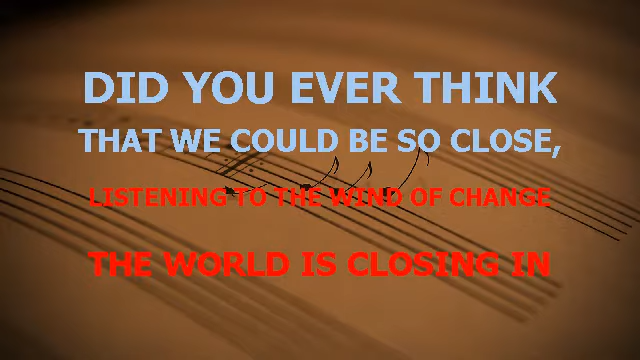 DID YOU EVER THINK
THAT WE COULD BE SO CLOSE,
LISTENING TO THE WIND OF CHANGE
THE WORLD IS CLOSING IN